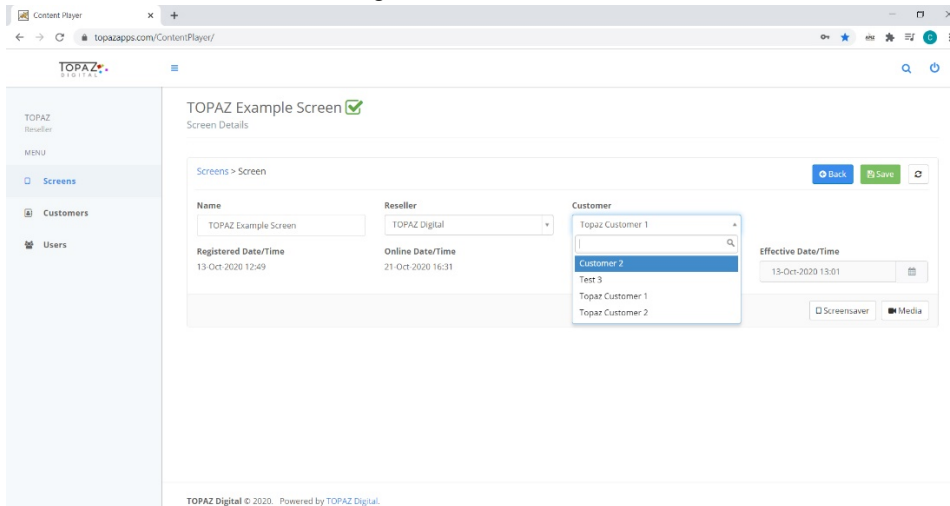 Content Player
topazapps.com/ContentPlayer/
TOPAZ
DIGITAL
TOPAZ
Reseller
MENU
Screens
Customers
Users
TOPAZ Example Screen
Screen Details
Screens > Screen
Back
Save
Name
Reseller
Customer
TOPAZ Example Screen
TOPAZ Digital
Topaz Customer 1
Registered Date/Time
Online Date/Time
Effective Date/Time
13-Oct-2020 12:49
21-Oct-2020 16:31
13-Oct-2020 13:01
Customer 2
Test 3
Topaz Customer 1
Topaz Customer 2
Screensaver
Media
TOPAZ Digital © 2020. Powered by TOPAZ Digital.